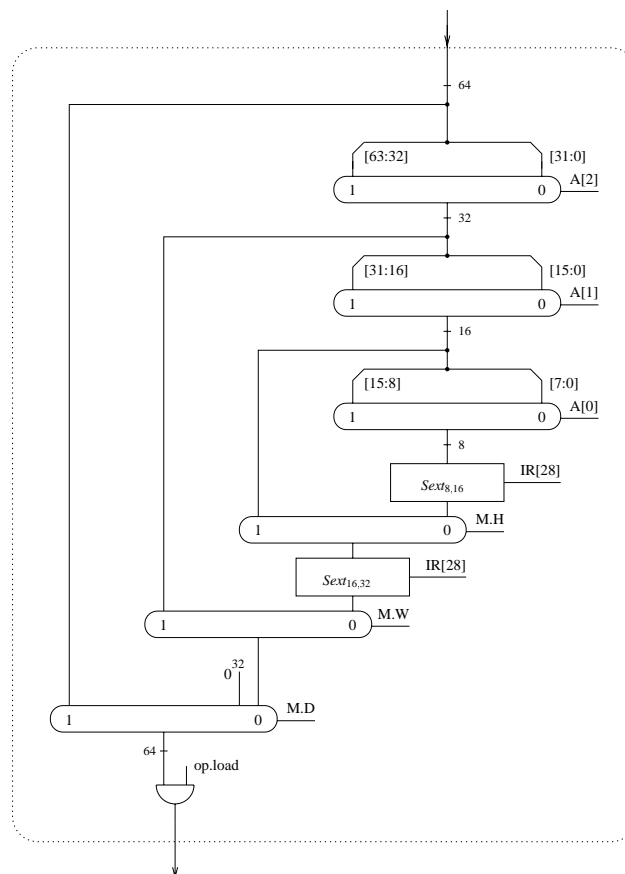 64
[63:32] [31:0]
1 0 A[2]
32
[31:16] [15:0]
1 0 A[1]
16
[15:8] [7:0]
1 0 A[0]
8
Sext8,16 IR[28]
1 0 M.H
Sext16,32 IR[28]
1 0 M.W
0^32
1 0 M.D
64
op.load